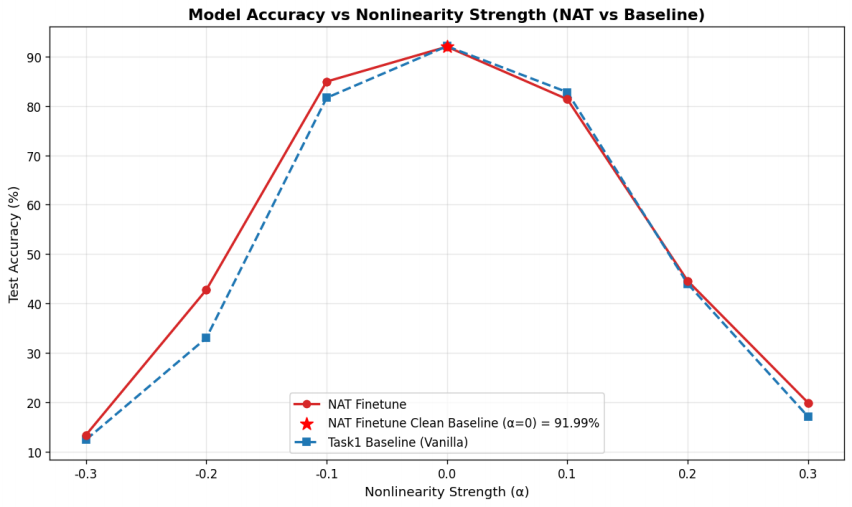 Model Accuracy vs Nonlinearity Strength (NAT vs Baseline)
Test Accuracy (%)
90
80
70
60
50
40
30
20
10
NAT Finetune
NAT Finetune Clean Baseline (α=0) = 91.99%
Task1 Baseline (Vanilla)
-0.3 -0.2 -0.1 0.0 0.1 0.2 0.3
Nonlinearity Strength (α)